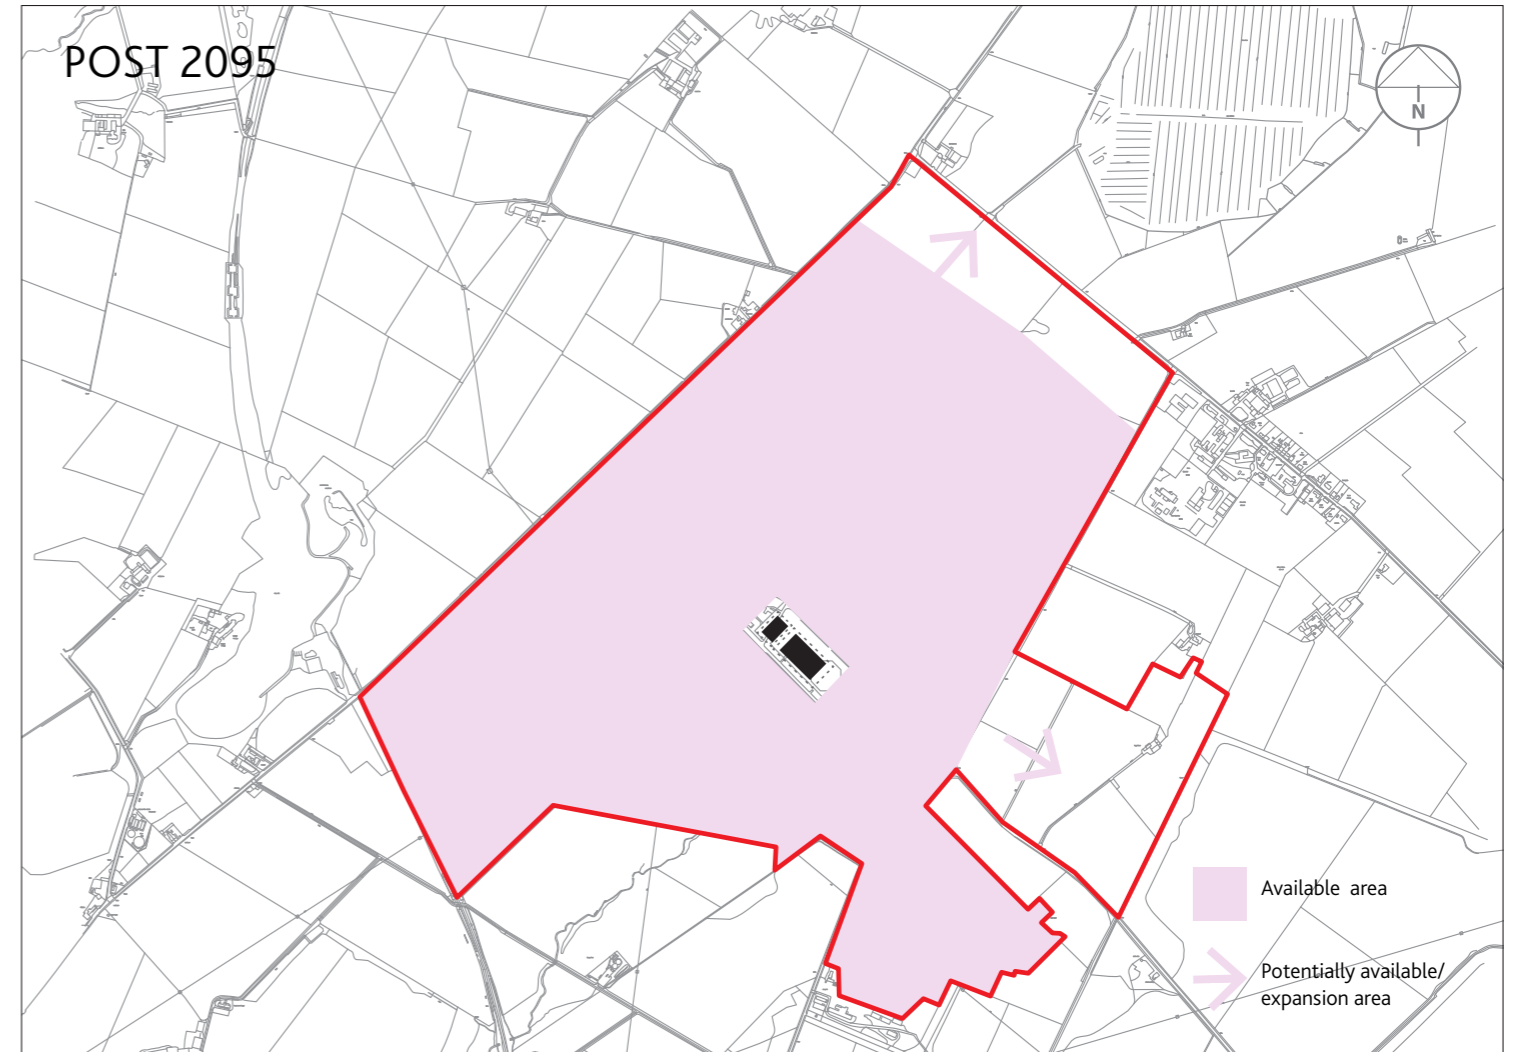 POST 2095
N
Available area
Potentially available/
expansion area